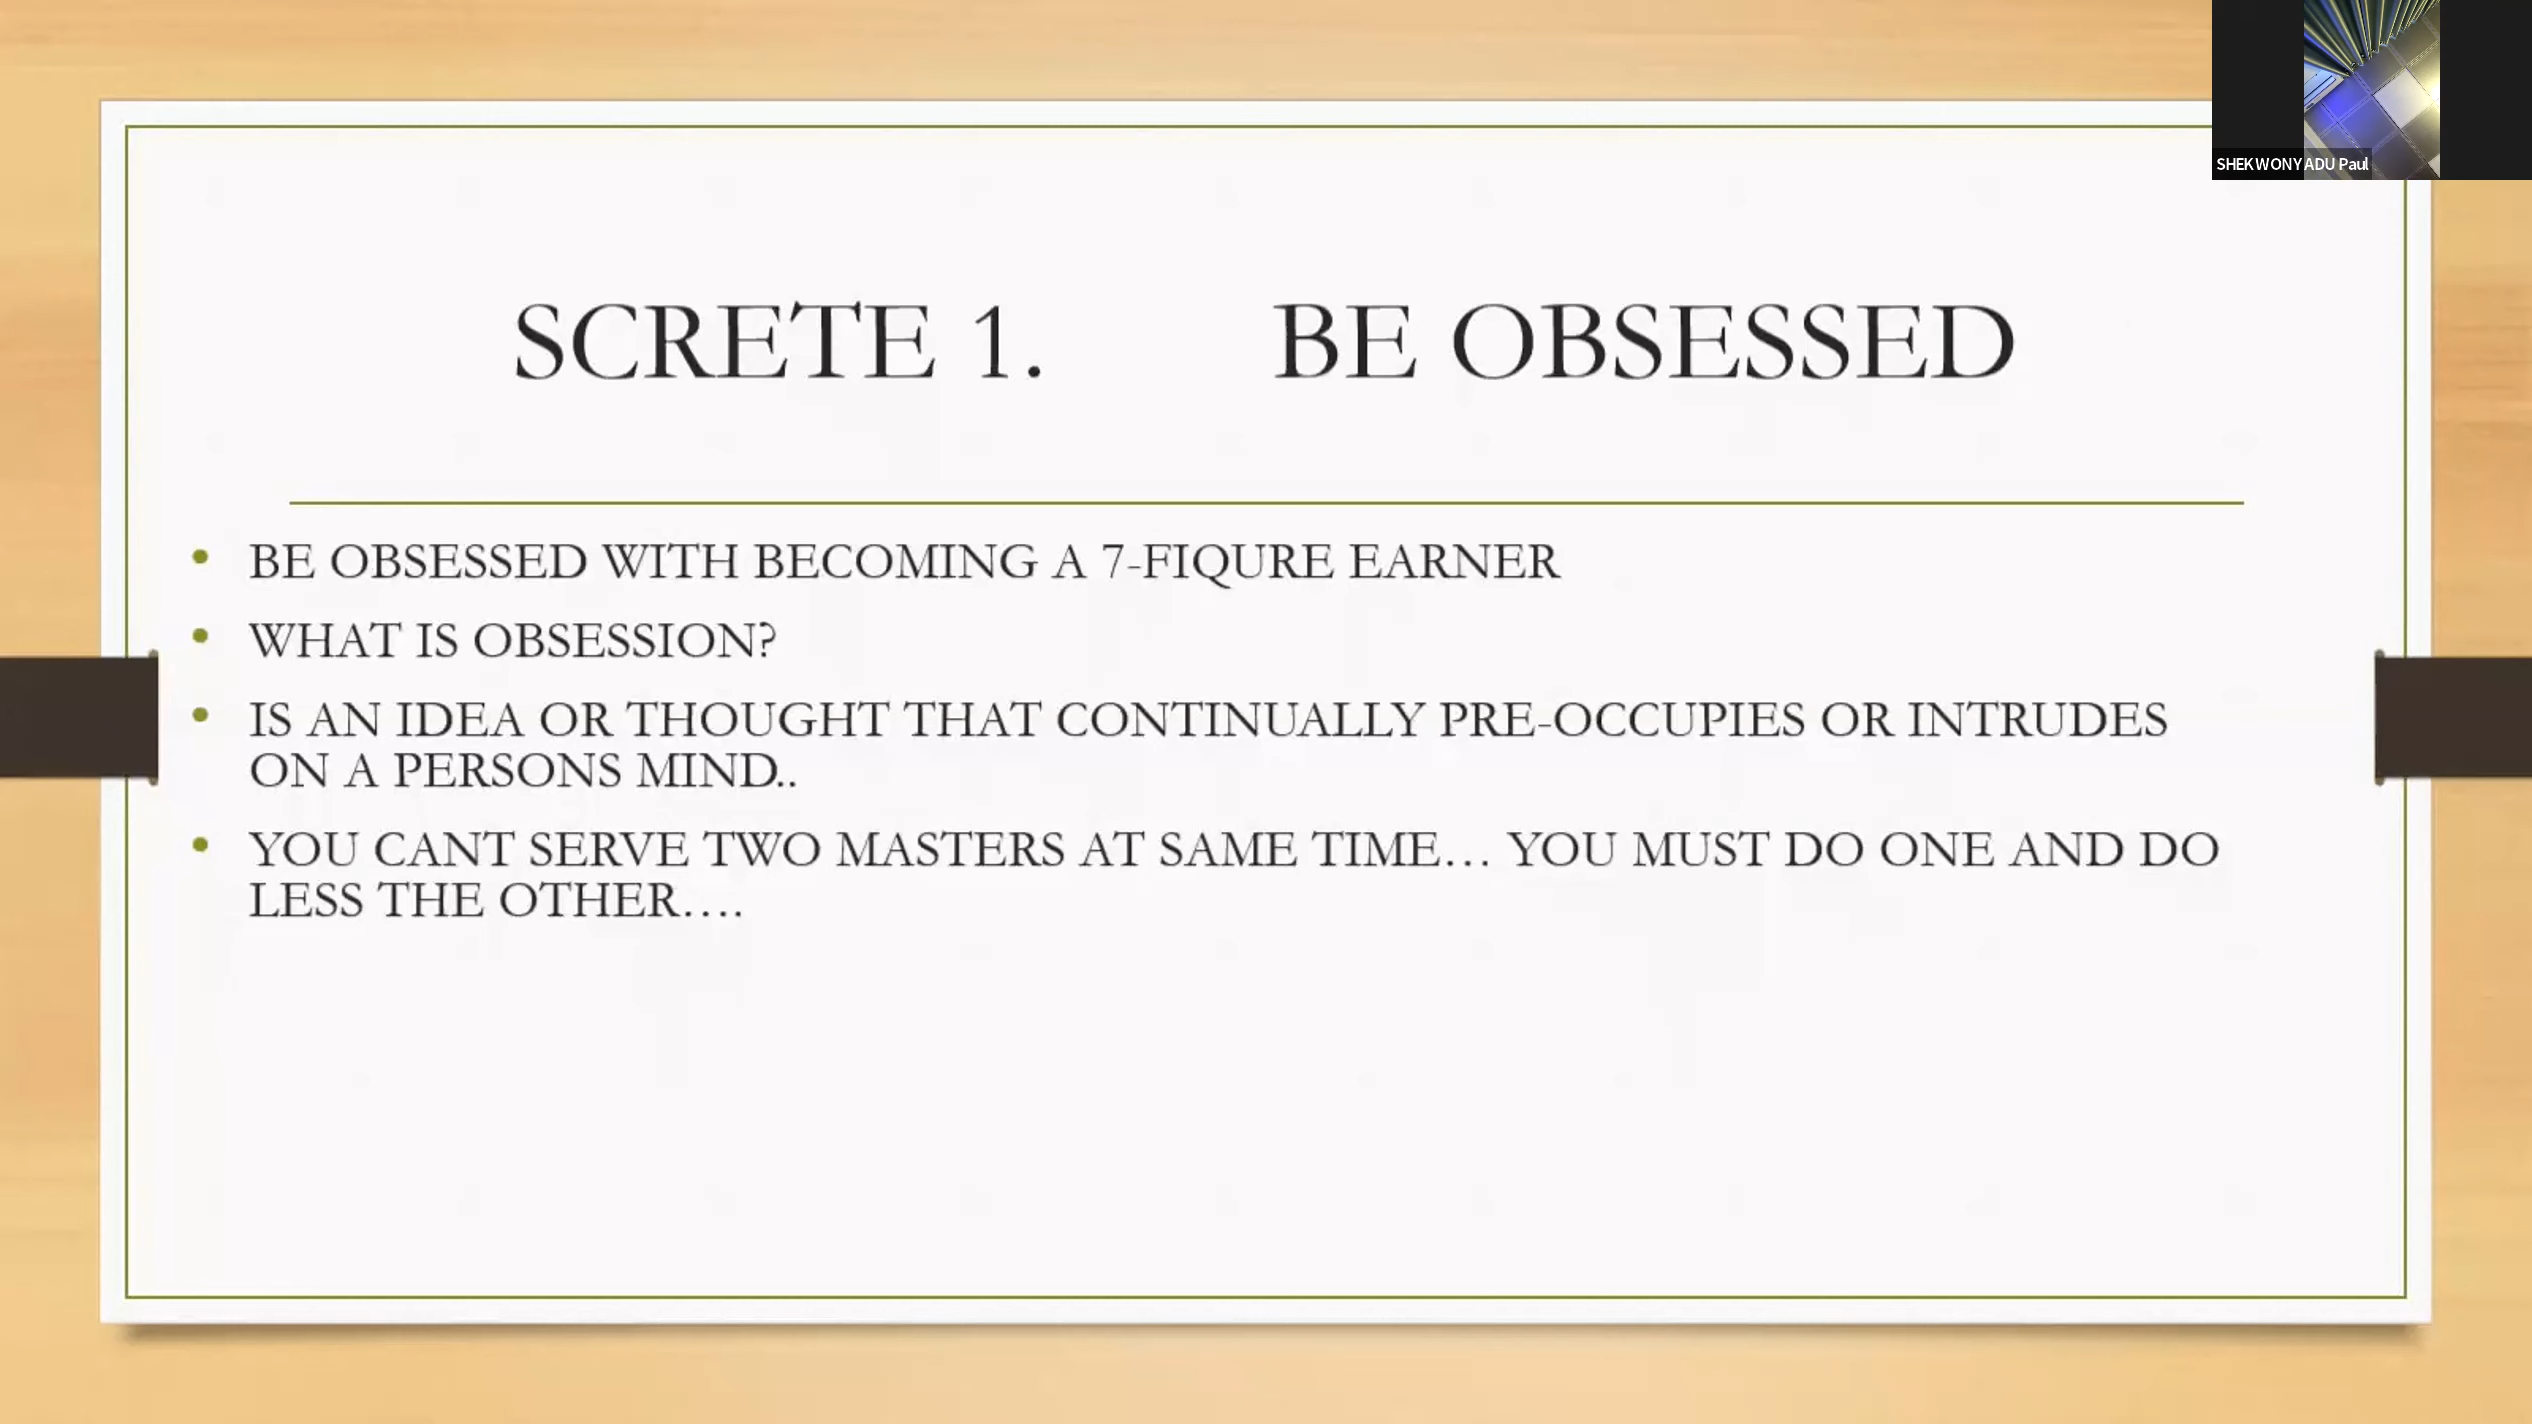 SHEKWONYADU Paul
SCRETE 1. BE OBSESSED
• BE OBSESSED WITH BECOMING A 7-FIQURE EARNER
• WHAT IS OBSESSION?
• IS AN IDEA OR THOUGHT THAT CONTINUALLY PRE-OCCUPIES OR INTRUDES
ON A PERSONS MIND..
• YOU CANT SERVE TWO MASTERS AT SAME TIME... YOU MUST DO ONE AND DO
LESS THE OTHER....